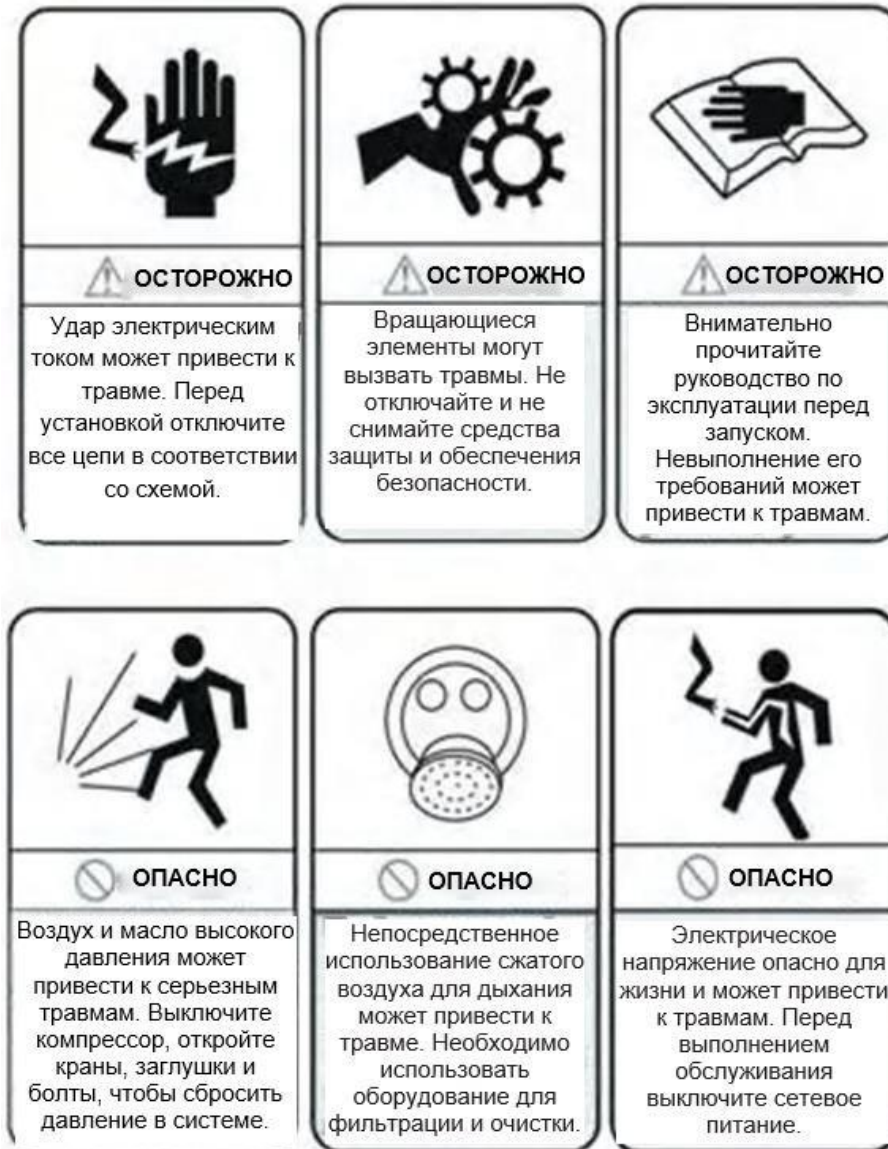 ОСТОРОЖНО
Удар электрическим
током может привести к
травме. Перед
установкой отключите
все цепи в соответствии
со схемой.
ОСТОРОЖНО
Вращающиеся
элементы могут
вызвать травмы. Не
отключайте и не
снимайте средства
защиты и обеспечения
безопасности.
ОСТОРОЖНО
Внимательно
прочитайте
руководство по
эксплуатации перед
запуском.
Невыполнение его
требований может
привести к травмам.
ОПАСНО
Воздух и масло высокого
давления может
привести к серьезным
травмам. Выключите
компрессор, откройте
краны, заглушки и
болты, чтобы сбросить
давление в системе.
ОПАСНО
Непосредственное
использование сжатого
воздуха для дыхания
может привести к
травме. Необходимо
использовать
оборудование для
фильтрации и очистки.
ОПАСНО
Электрическое
напряжение опасно для
жизни и может привести
к травмам. Перед
выполнением
обслуживания
выключите сетевое
питание.